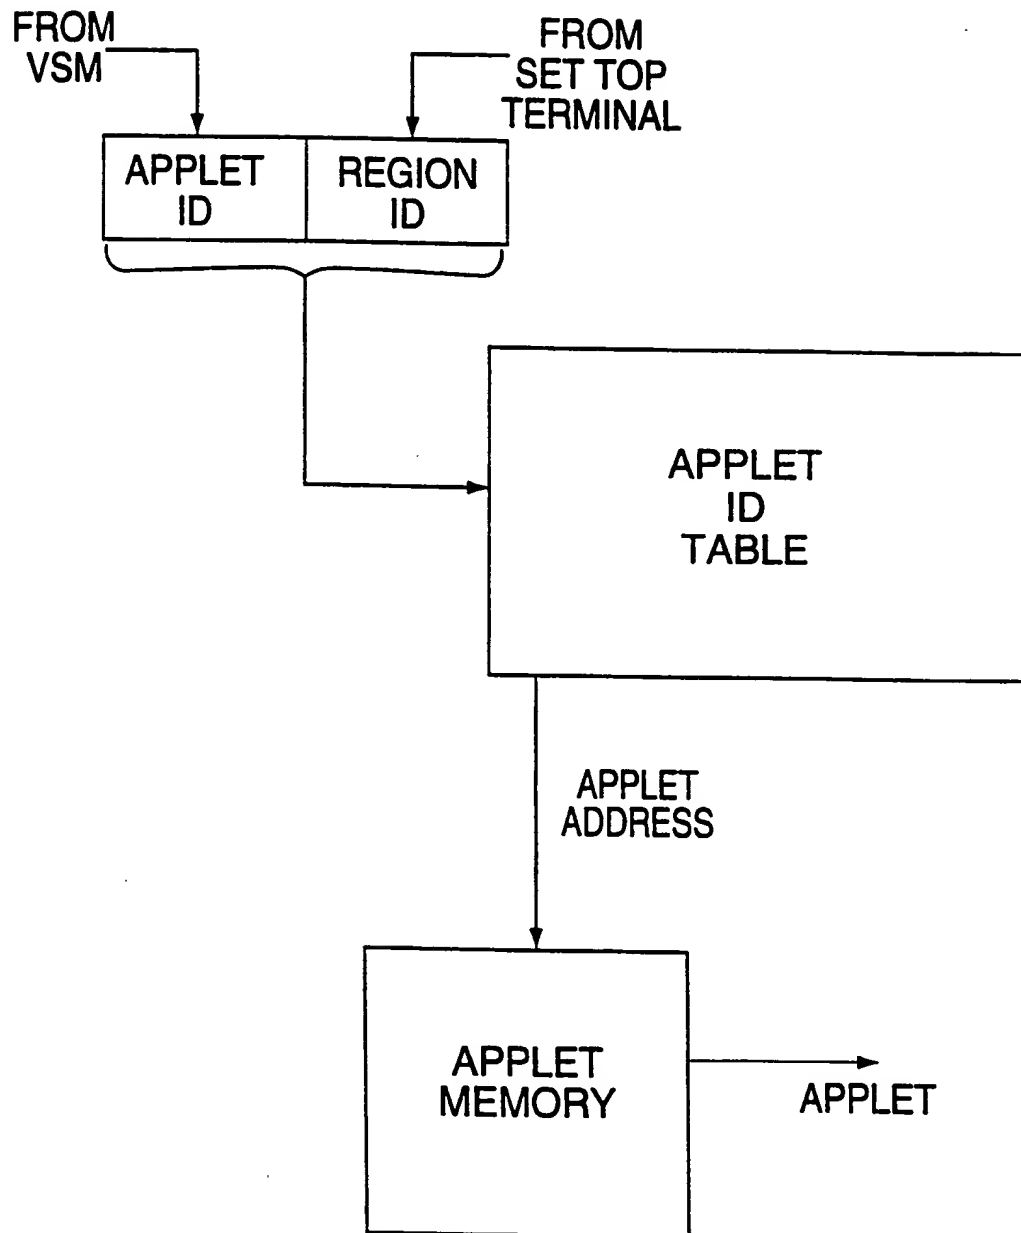 FROM
VSM
FROM
SET TOP
TERMINAL
APPLET
ID
REGION
ID
APPLET
ID
TABLE
APPLET
ADDRESS
APPLET
MEMORY
APPLET